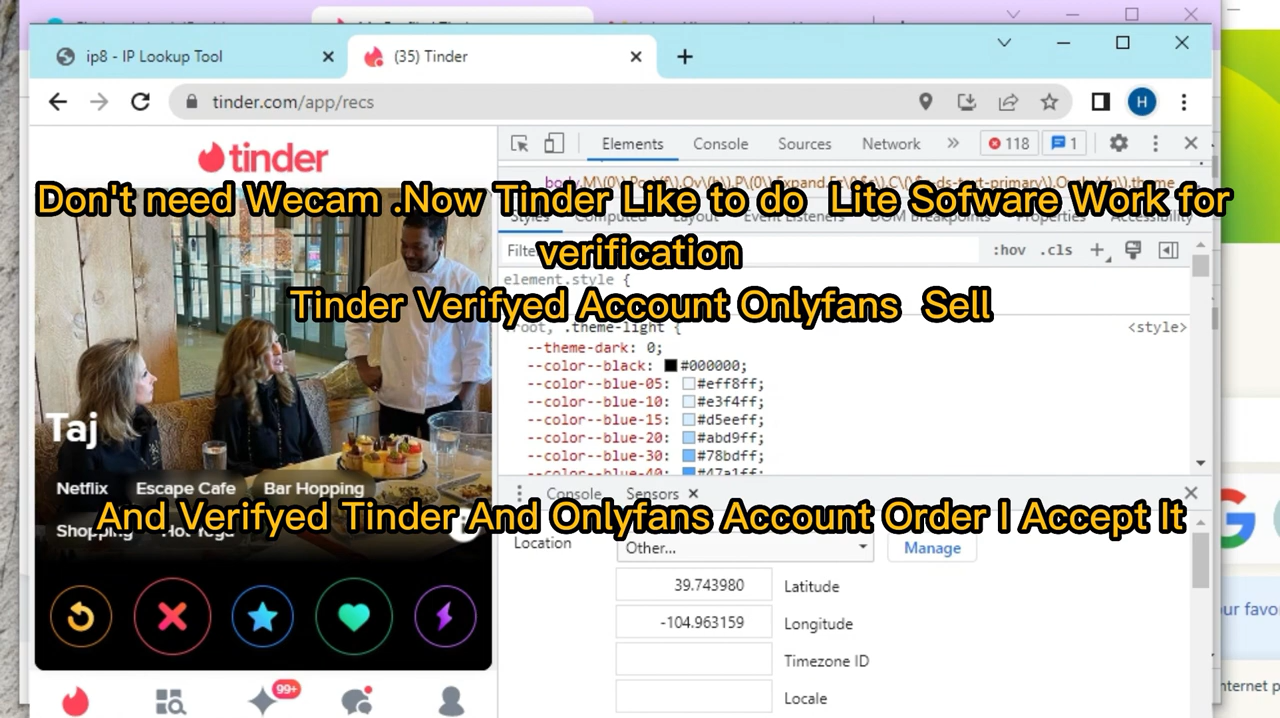 ip8 - IP Lookup Tool
(35) Tinder
tinder.com/app/recs
H
tinder
Elements
Console
Sources
Network
118
1
Don't need Wecam .Now Tinder Like to do Lite Sofware Work for
verification
Tinder Verifyed Account Onlyfans Sell
:hov .cls
element.style {
.theme-light {
<style>
--theme-dark: 0;
--color--black: #000000;
--color--blue-05: #eff8ff;
--color--blue-10: #e3f4ff;
--color--blue-15: #d5eeff;
--color--blue-20: #abd9ff;
--color--blue-30: #78bdff;
Taj
Netflix
Escape Cafe
Bar Hopping
Shopping
Console
Sensors
And Verifyed Tinder And Onlyfans Account Order I Accept It
Location
Other...
Manage
39.743980
Latitude
-104.963159
Longitude
Timezone ID
Locale
99+